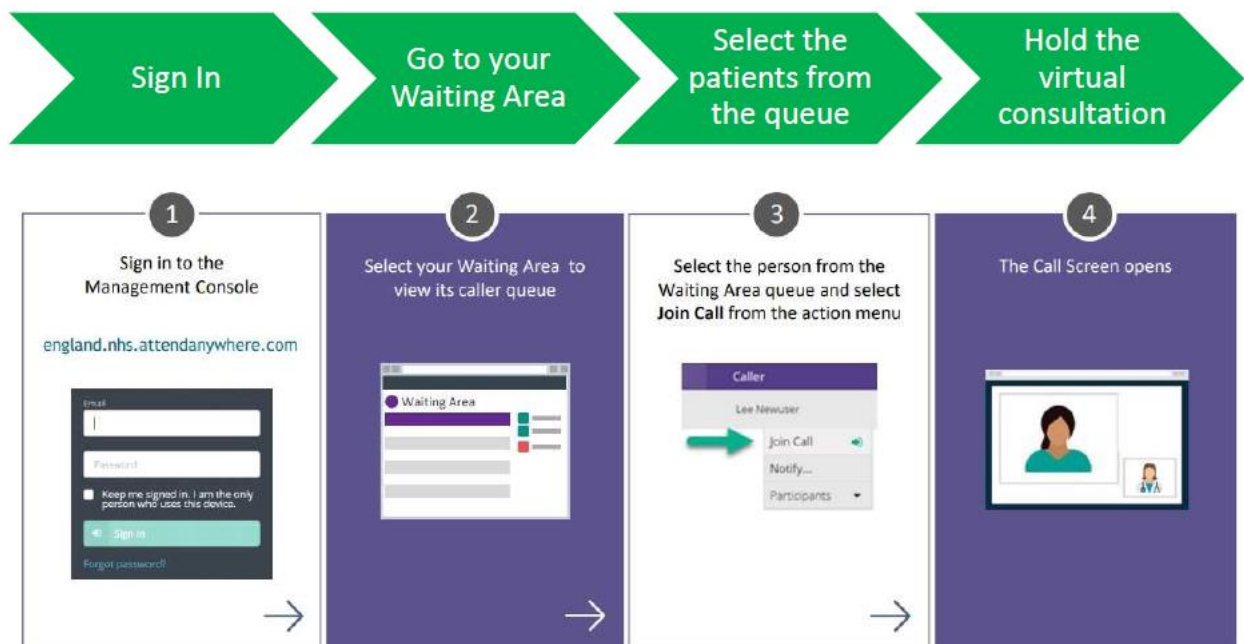 Sign In
Go to your
Waiting Area
Select the
patients from
the queue
Hold the
virtual
consultation
1
Sign in to the
Management Console
england.nhs.attendanywhere.com
Email
Password
Keep me signed in. I am the only
person who uses this device.
Sign in
Forgot password?
2
Select your Waiting Area to
view its caller queue
Waiting Area
3
Select the person from the
Waiting Area queue and select
Join Call from the action menu
Caller
Lee Newuser
Join Call
Notify...
Participants
4
The Call Screen opens